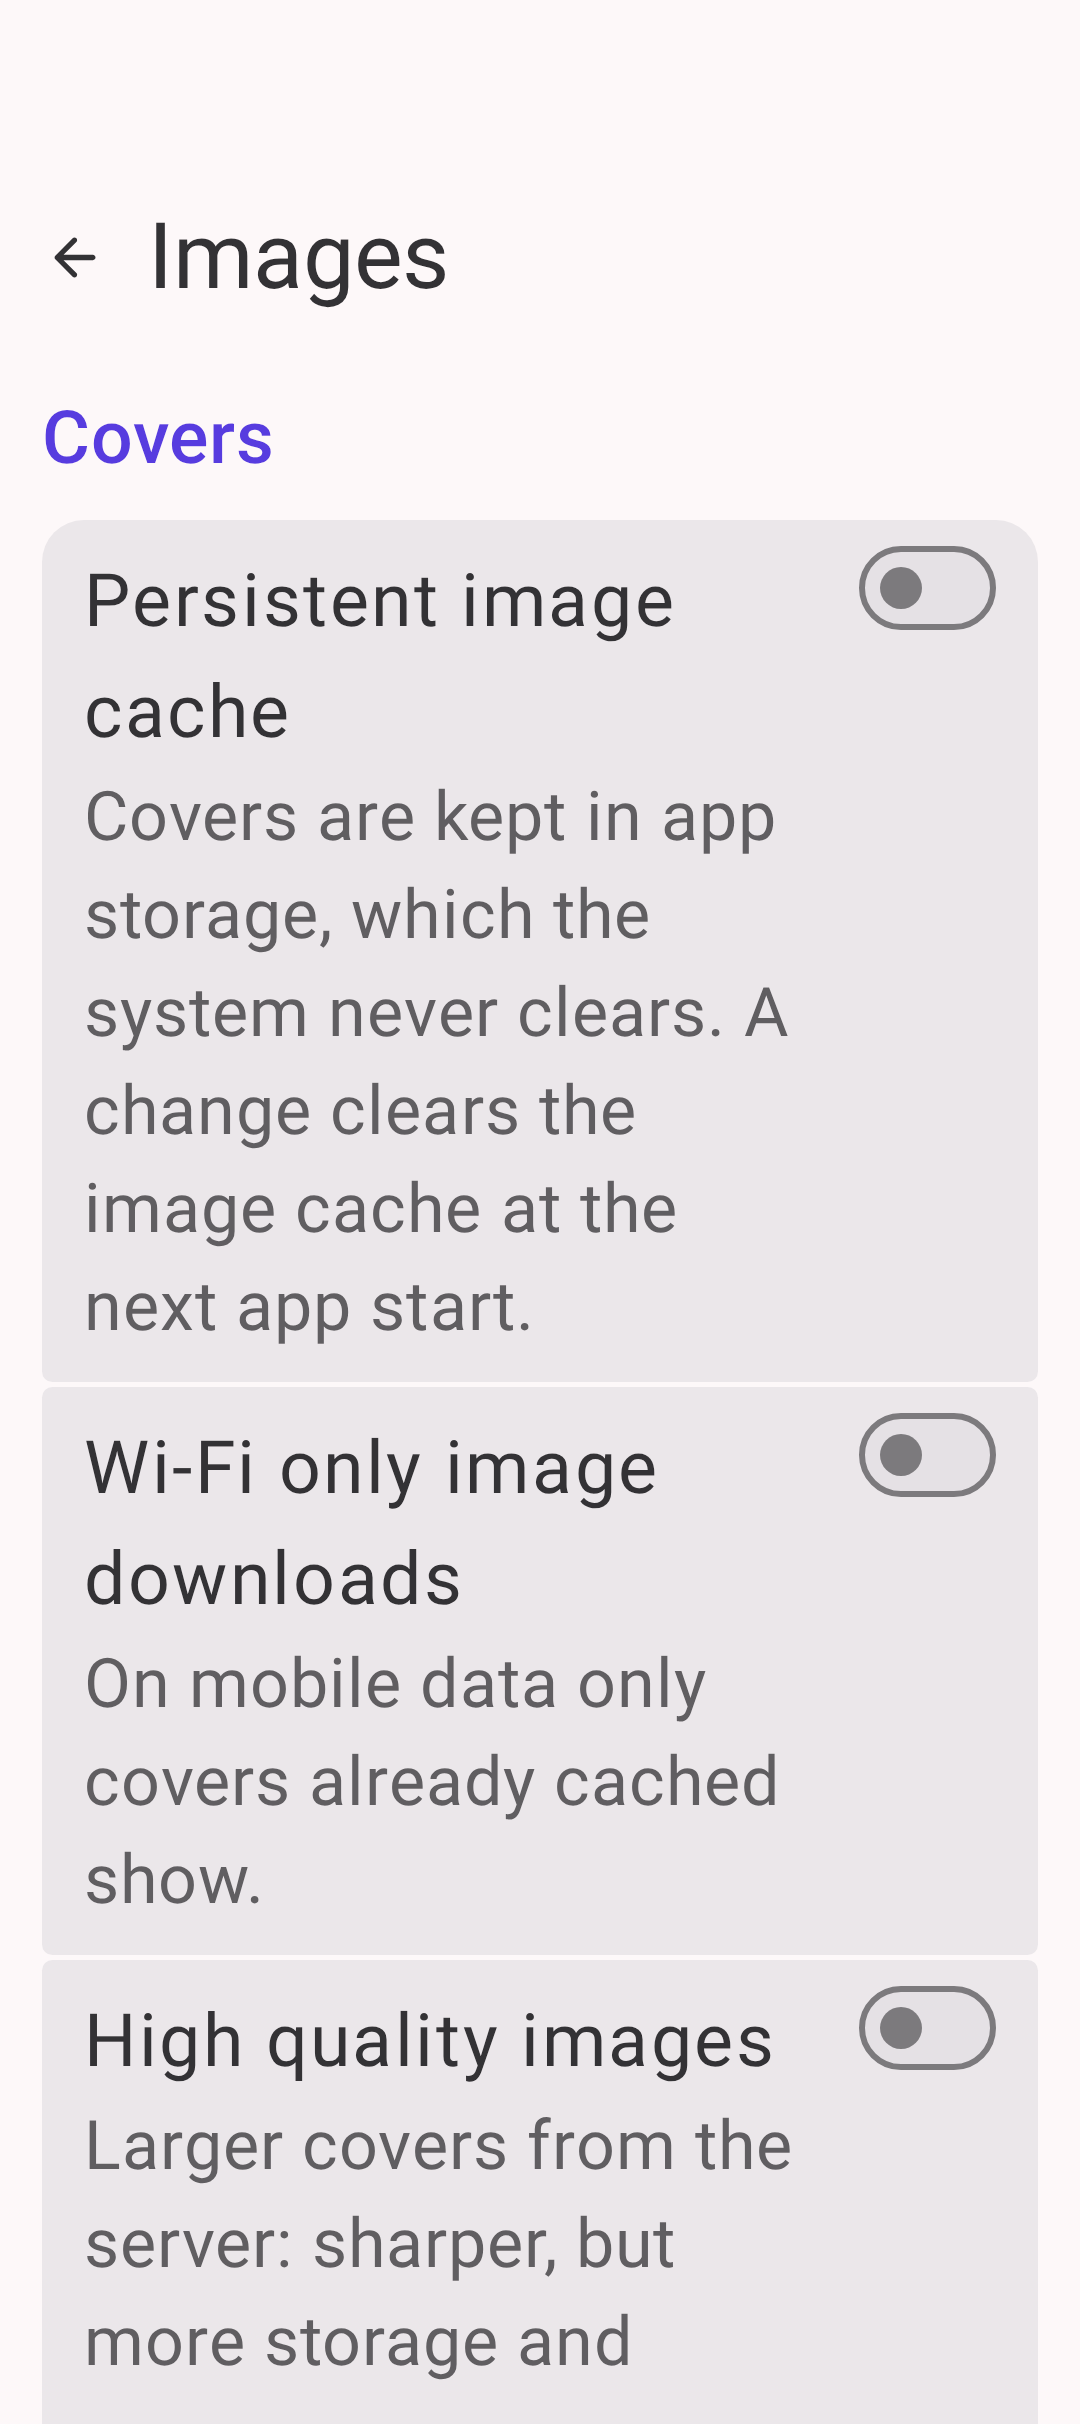 Images
Covers
Persistent image
cache
Covers are kept in app
storage, which the
system never clears. A
change clears the
image cache at the
next app start.
Wi-Fi only image
downloads
On mobile data only
covers already cached
show.
High quality images
Larger covers from the
server: sharper, but
more storage and